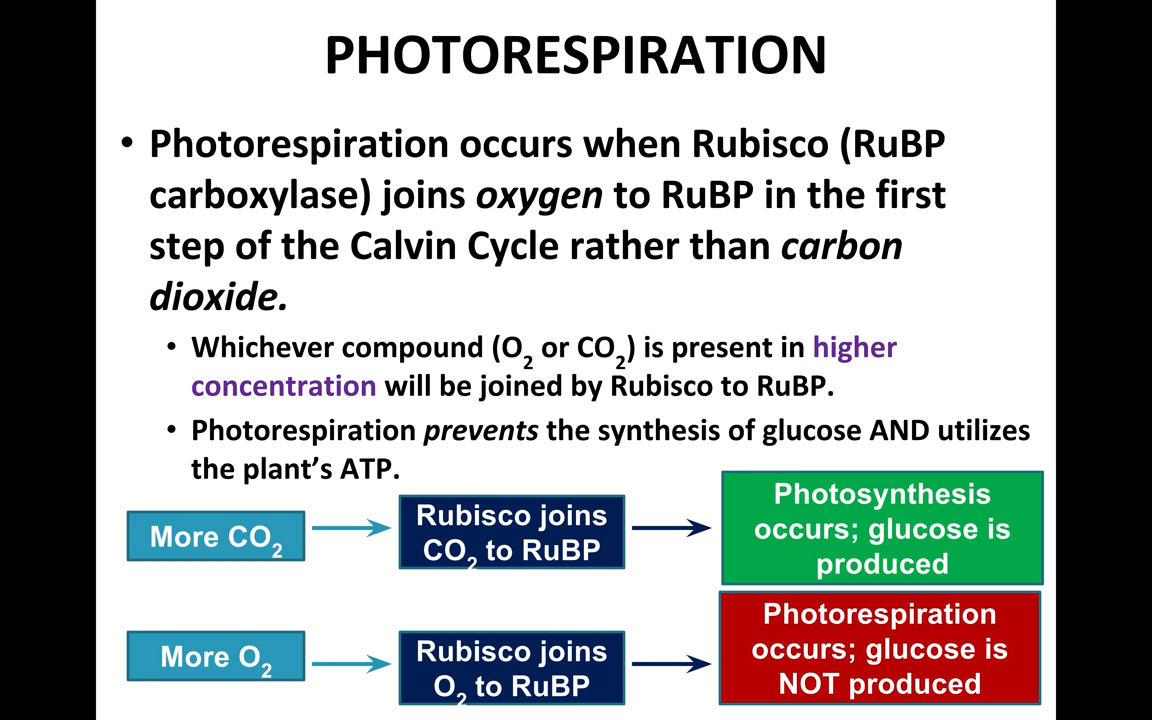 PHOTORESPIRATION
• Photorespiration occurs when Rubisco (RuBP
carboxylase) joins oxygen to RuBP in the first
step of the Calvin Cycle rather than carbon
dioxide.
• Whichever compound (O₂ or CO₂) is present in higher
concentration will be joined by Rubisco to RuBP.
• Photorespiration prevents the synthesis of glucose AND utilizes
the plant’s ATP.
More CO₂
Rubisco joins
CO₂ to RuBP
Photosynthesis
occurs; glucose is
produced
More O₂
Rubisco joins
O₂ to RuBP
Photorespiration
occurs; glucose is
NOT produced